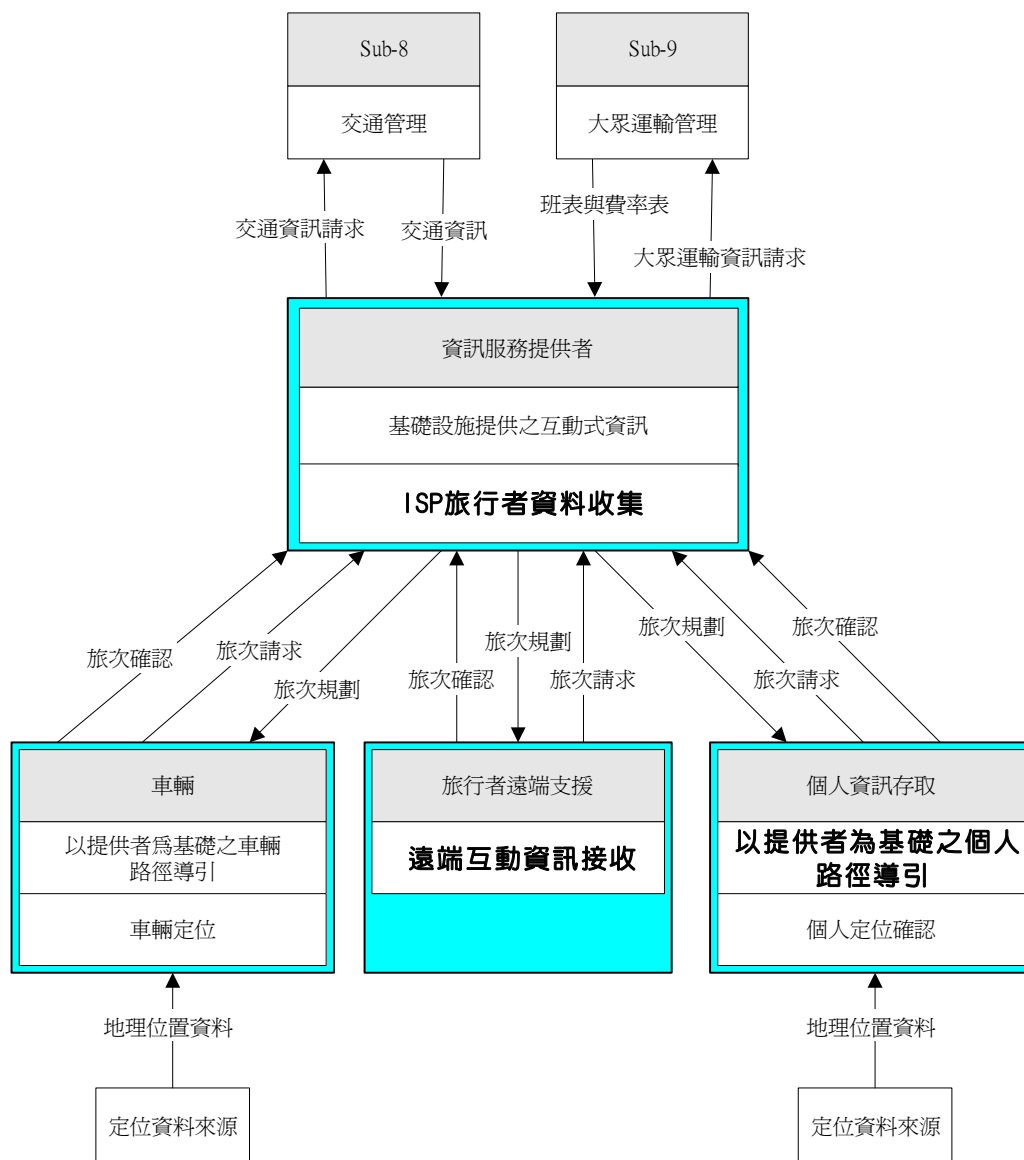 Sub-8
Sub-9
交通管理
大眾運輸管理
交通資訊請求
交通資訊
班表與費率表
大眾運輸資訊請求
資訊服務提供者
基礎設施提供之互動式資訊
ISP旅行者資料收集
旅次確認
旅次請求
旅次規劃
旅次確認
旅次規劃
旅次請求
旅次規劃
旅次請求
旅次確認
車輛
以提供者為基礎之車輛
路徑導引
車輛定位
旅行者遠端支援
遠端互動資訊接收
個人資訊存取
以提供者為基礎之個人
路徑導引
個人定位確認
地理位置資料
地理位置資料
定位資料來源
定位資料來源